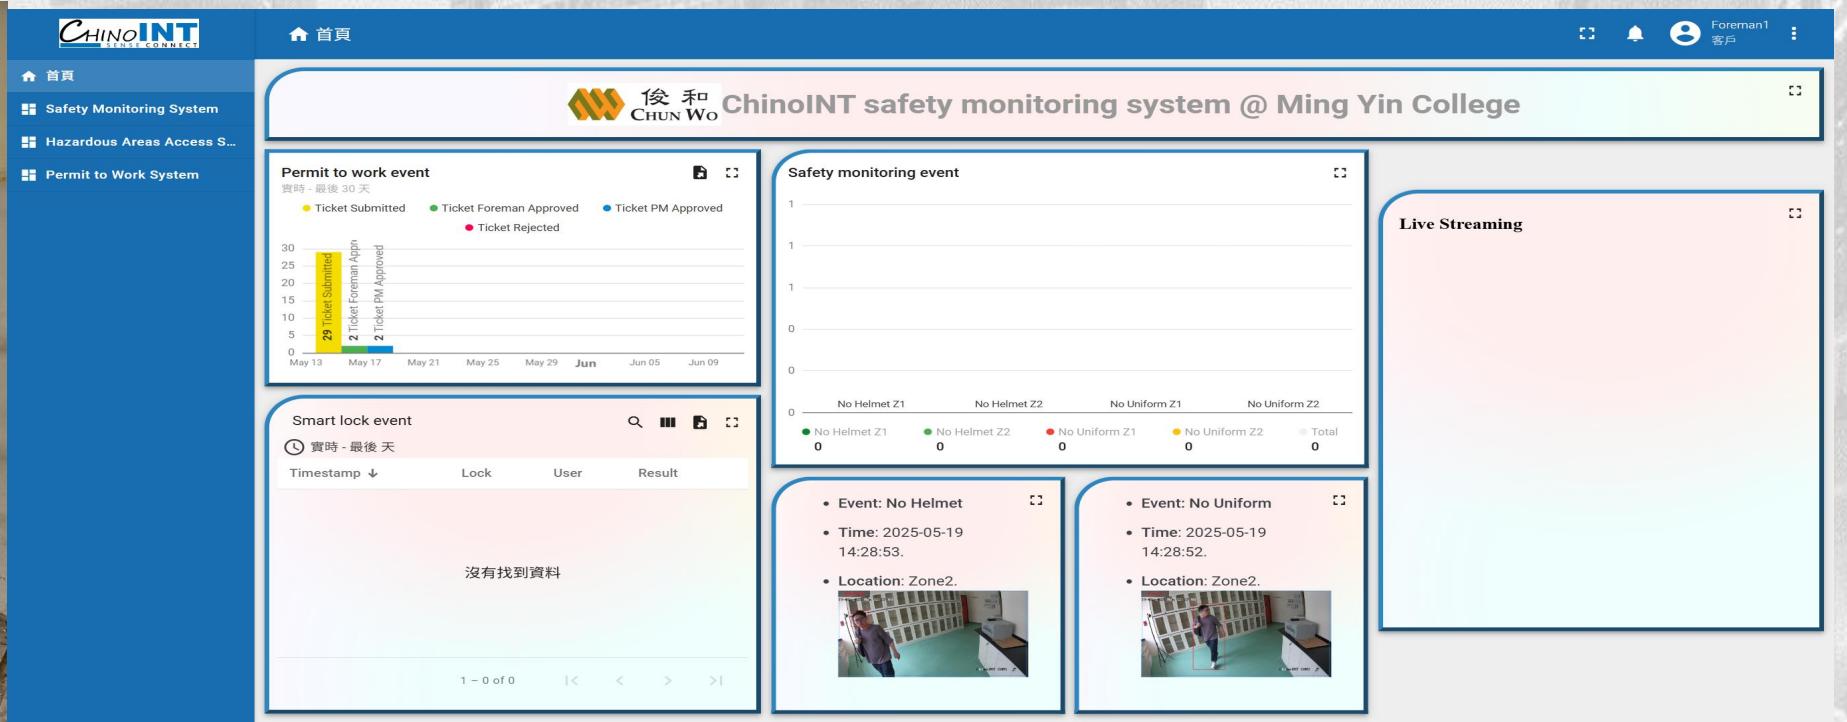 CHINOINT
SENSE CONNECT
首頁
Foreman1
客戶
首頁
Safety Monitoring System
Hazardous Areas Access S...
Permit to Work System
俊和
CHUN WO
ChinoINT safety monitoring system @ Ming Yin College
Permit to work event
實時 - 最後 30 天
Ticket Submitted
Ticket Foreman Approved
Ticket PM Approved
Ticket Rejected
30
25
20
15
10
5
0
29 Ticket Submitted
2 Ticket Foreman Appr
2 Ticket PM Approved
May 13 May 17 May 21 May 25 May 29 Jun Jun 05 Jun 09
Smart lock event
實時 - 最後 天
Timestamp Lock User Result
沒有找到資料
1 – 0 of 0
Safety monitoring event
1
1
1
0
0
0
No Helmet Z1 No Helmet Z2 No Uniform Z1 No Uniform Z2
No Helmet Z1 No Helmet Z2 No Uniform Z1 No Uniform Z2 Total
0 0 0 0 0
Event: No Helmet
Time: 2025-05-19
14:28:53.
Location: Zone2.
Event: No Uniform
Time: 2025-05-19
14:28:52.
Location: Zone2.
Live Streaming